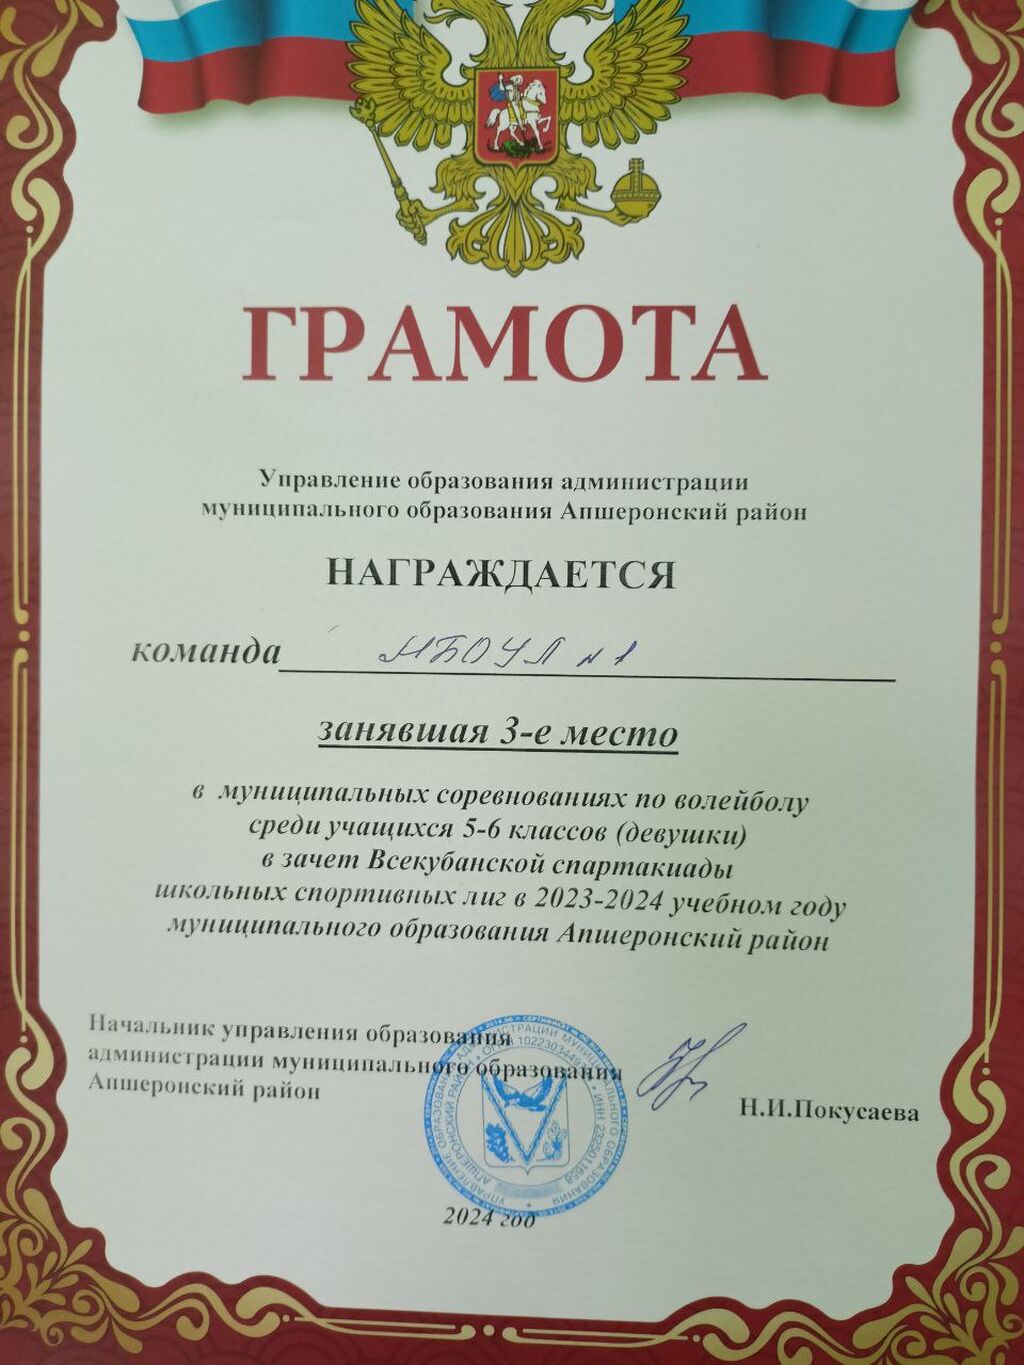 ГРАМОТА
Управление образования администрации
муниципального образования Апшеронский район
НАГРАЖДАЕТСЯ
команда МБОУЛ №1
занявшая 3-е место
в муниципальных соревнованиях по волейболу
среди учащихся 5-6 классов (девушки)
в зачет Всекубанской спартакиады
школьных спортивных лиг в 2023-2024 учебном году
муниципального образования Апшеронский район
Начальник управления образования
администрации муниципального образования
Апшеронский район
Н.И.Покусаева
2024 год